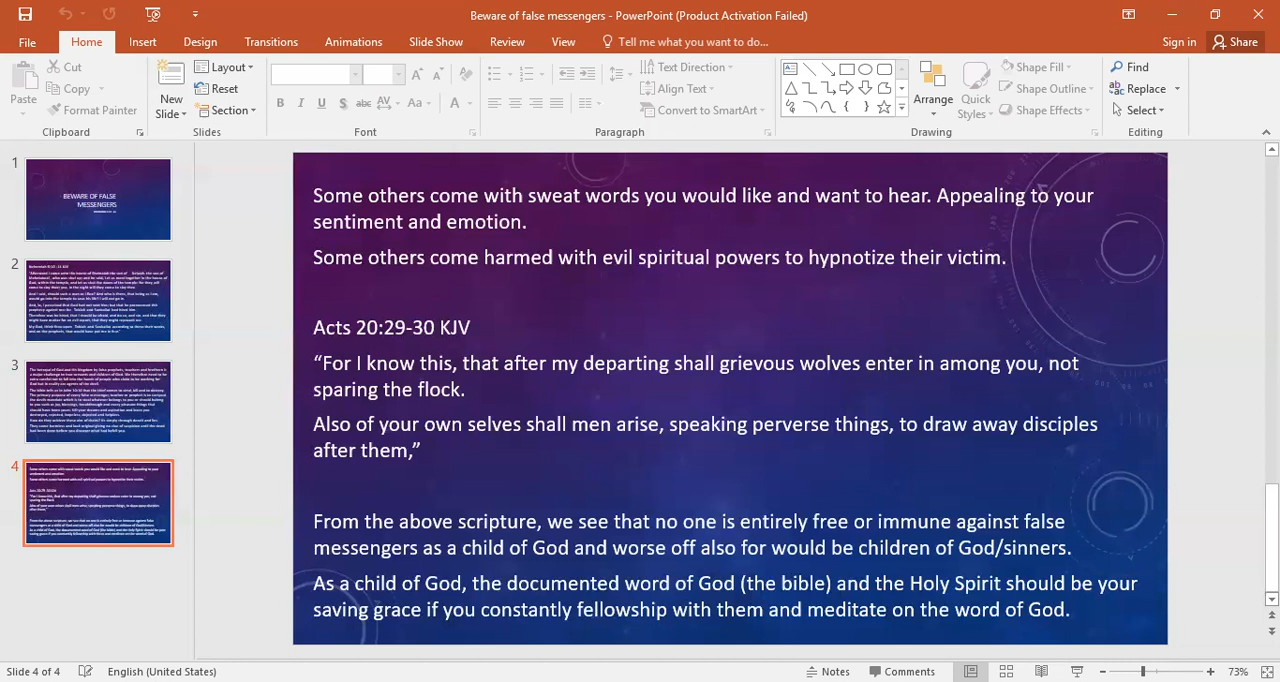 Beware of false messengers - PowerPoint (Product Activation Failed)
File Home Insert Design Transitions Animations Slide Show Review View Tell me what you want to do... Sign in Share
Paste
Cut
Copy
Format Painter
Clipboard
New
Slide
Layout
Reset
Section
Slides
B I U S abc AV Aa A
Font
Text Direction
Align Text
Convert to SmartArt
Paragraph
Arrange
Quick
Styles
Shape Fill
Shape Outline
Shape Effects
Drawing
Find
Replace
Select
Editing
1
BEWARE OF FALSE
MESSENGERS
2
3
4
Some others come with sweat words you would like and want to hear. Appealing to your
sentiment and emotion.
Some others come harmed with evil spiritual powers to hypnotize their victim.
Acts 20:29-30 KJV
“For I know this, that after my departing shall grievous wolves enter in among you, not
sparing the flock.
Also of your own selves shall men arise, speaking perverse things, to draw away disciples
after them,”
From the above scripture, we see that no one is entirely free or immune against false
messengers as a child of God and worse off also for would be children of God/sinners.
As a child of God, the documented word of God (the bible) and the Holy Spirit should be your
saving grace if you constantly fellowship with them and meditate on the word of God.
Slide 4 of 4 English (United States) Notes Comments 73%